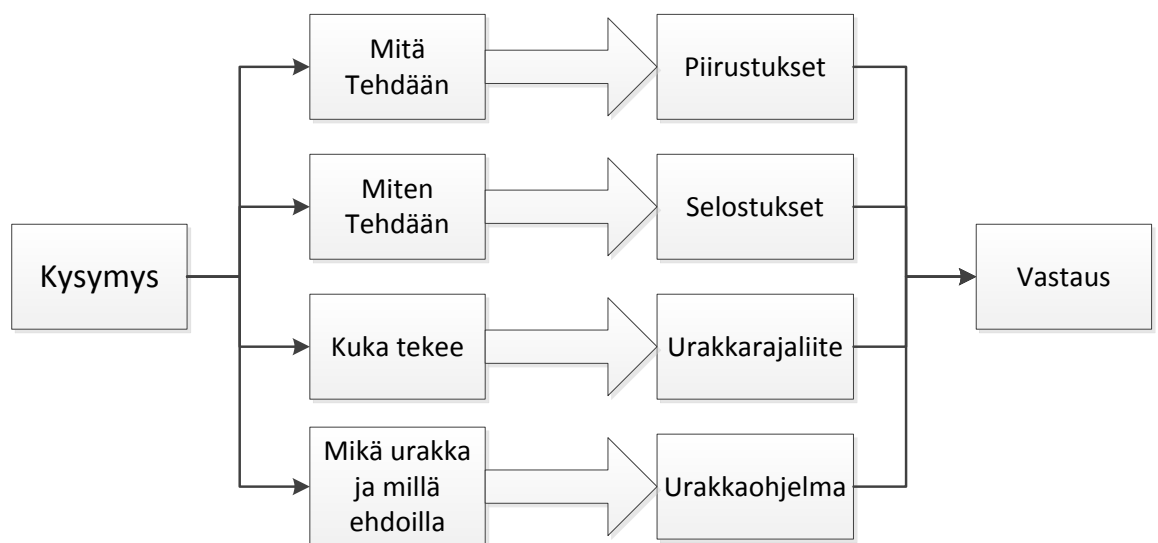 Kysymys
Mitä
Tehdään
Piirustukset
Miten
Tehdään
Selostukset
Kuka tekee
Urakkarajaliite
Mikä urakka
ja millä
ehdoilla
Urakkaohjelma
Vastaus